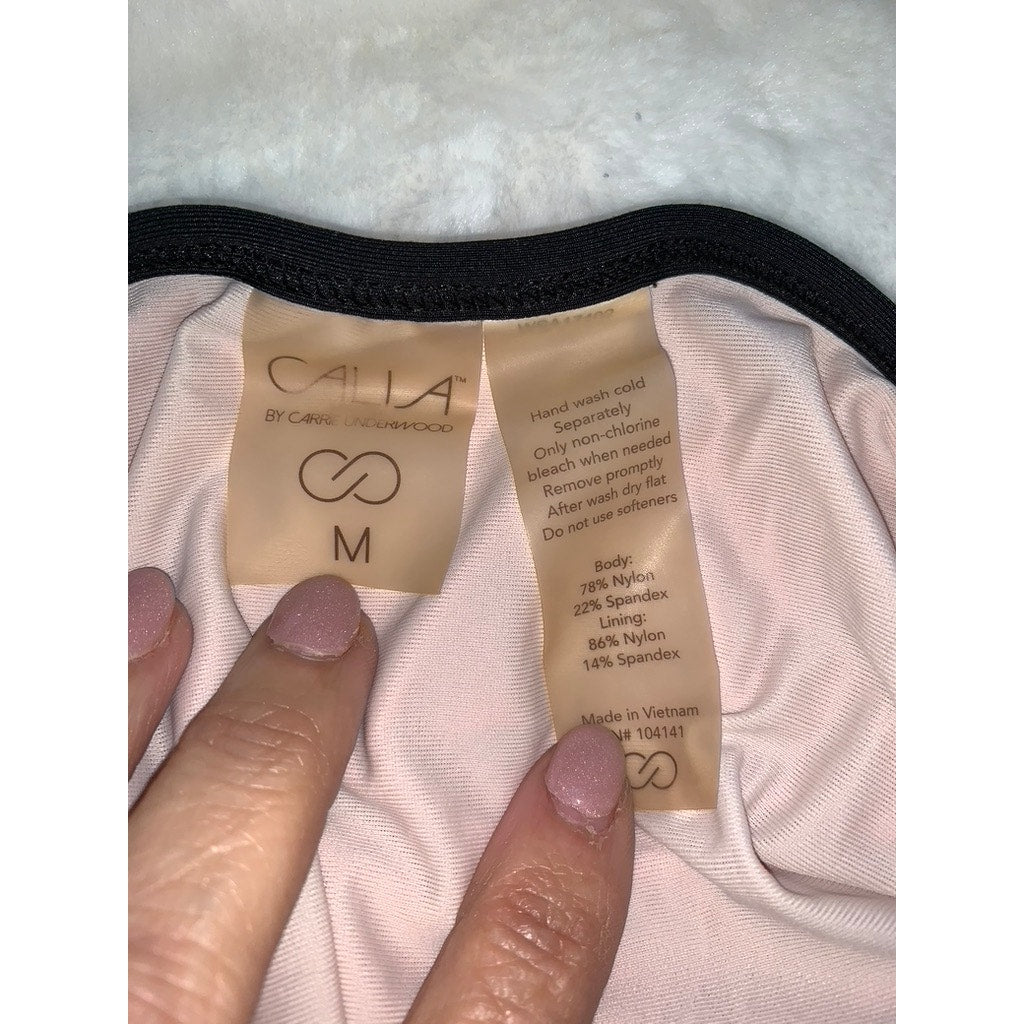 CALIA™
BY CARRIE UNDERWOOD
M
Hand wash cold
Separately
Only non-chlorine
bleach when needed
Remove promptly
After wash dry flat
Do not use softeners
Body:
78% Nylon
22% Spandex
Lining:
86% Nylon
14% Spandex
Made in Vietnam
N# 104141